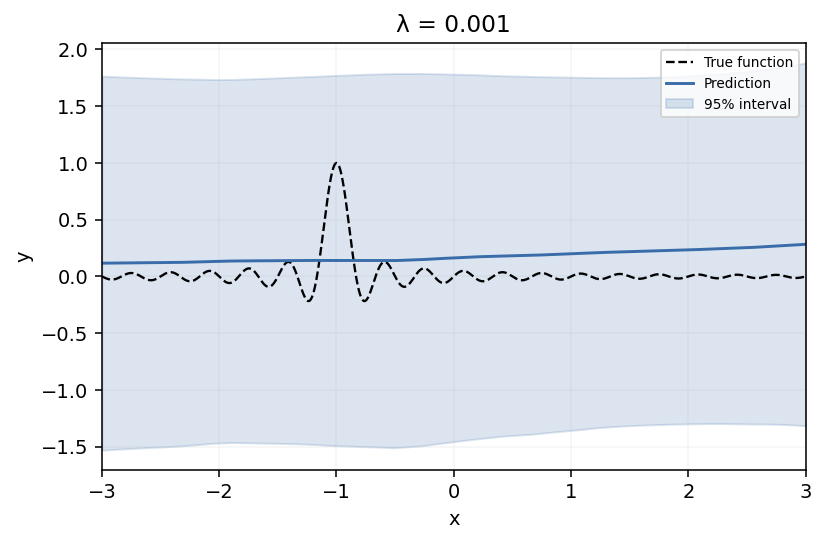 λ = 0.001
True function
Prediction
95% interval
y
2.0
1.5
1.0
0.5
0.0
−0.5
−1.0
−1.5
−3
−2
−1
0
1
2
3
x